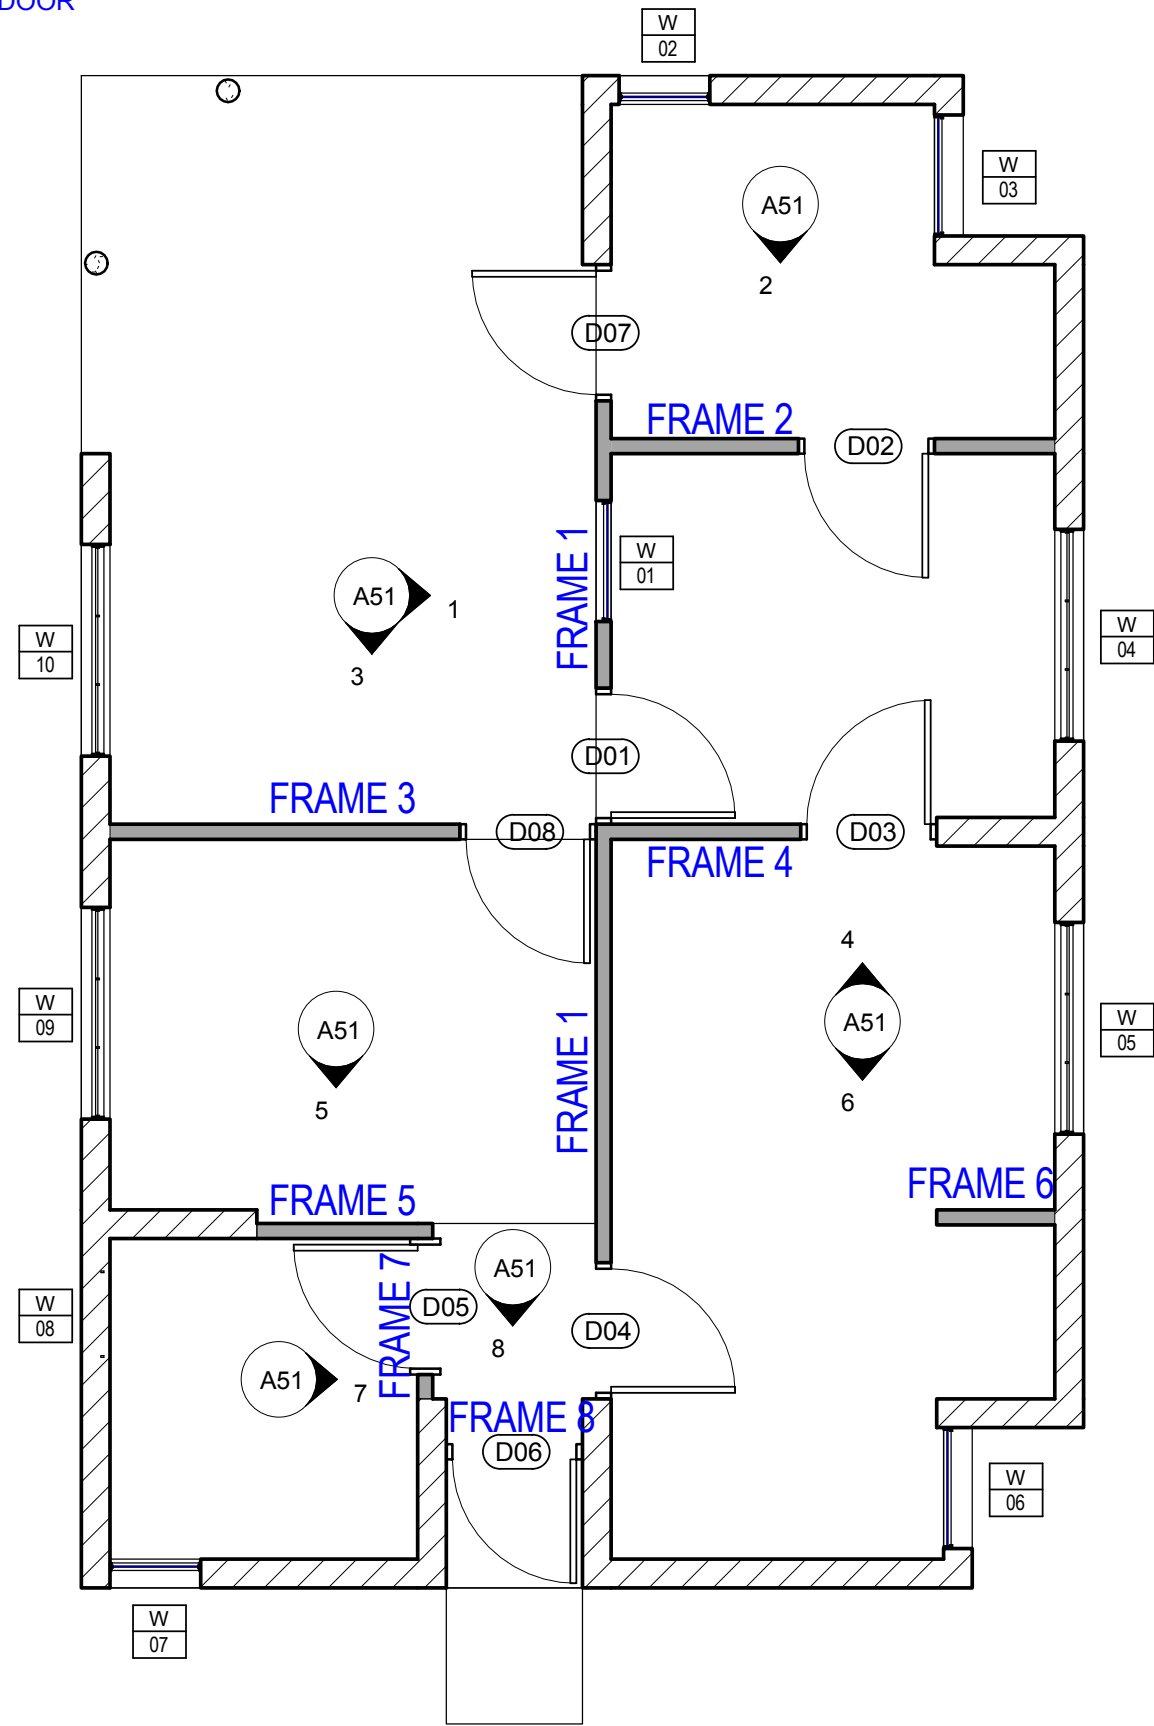 DOOR
W
02
W
03
A51
2
D07
FRAME 2
D02
FRAME 1
W
01
A51
1
3
W
10
W
04
D01
FRAME 3
D08
D03
FRAME 4
4
A51
6
W
09
A51
5
FRAME 1
W
05
FRAME 6
FRAME 5
A51
8
FRAME 7
D05
D04
W
08
A51
7
FRAME 8
D06
W
06
W
07